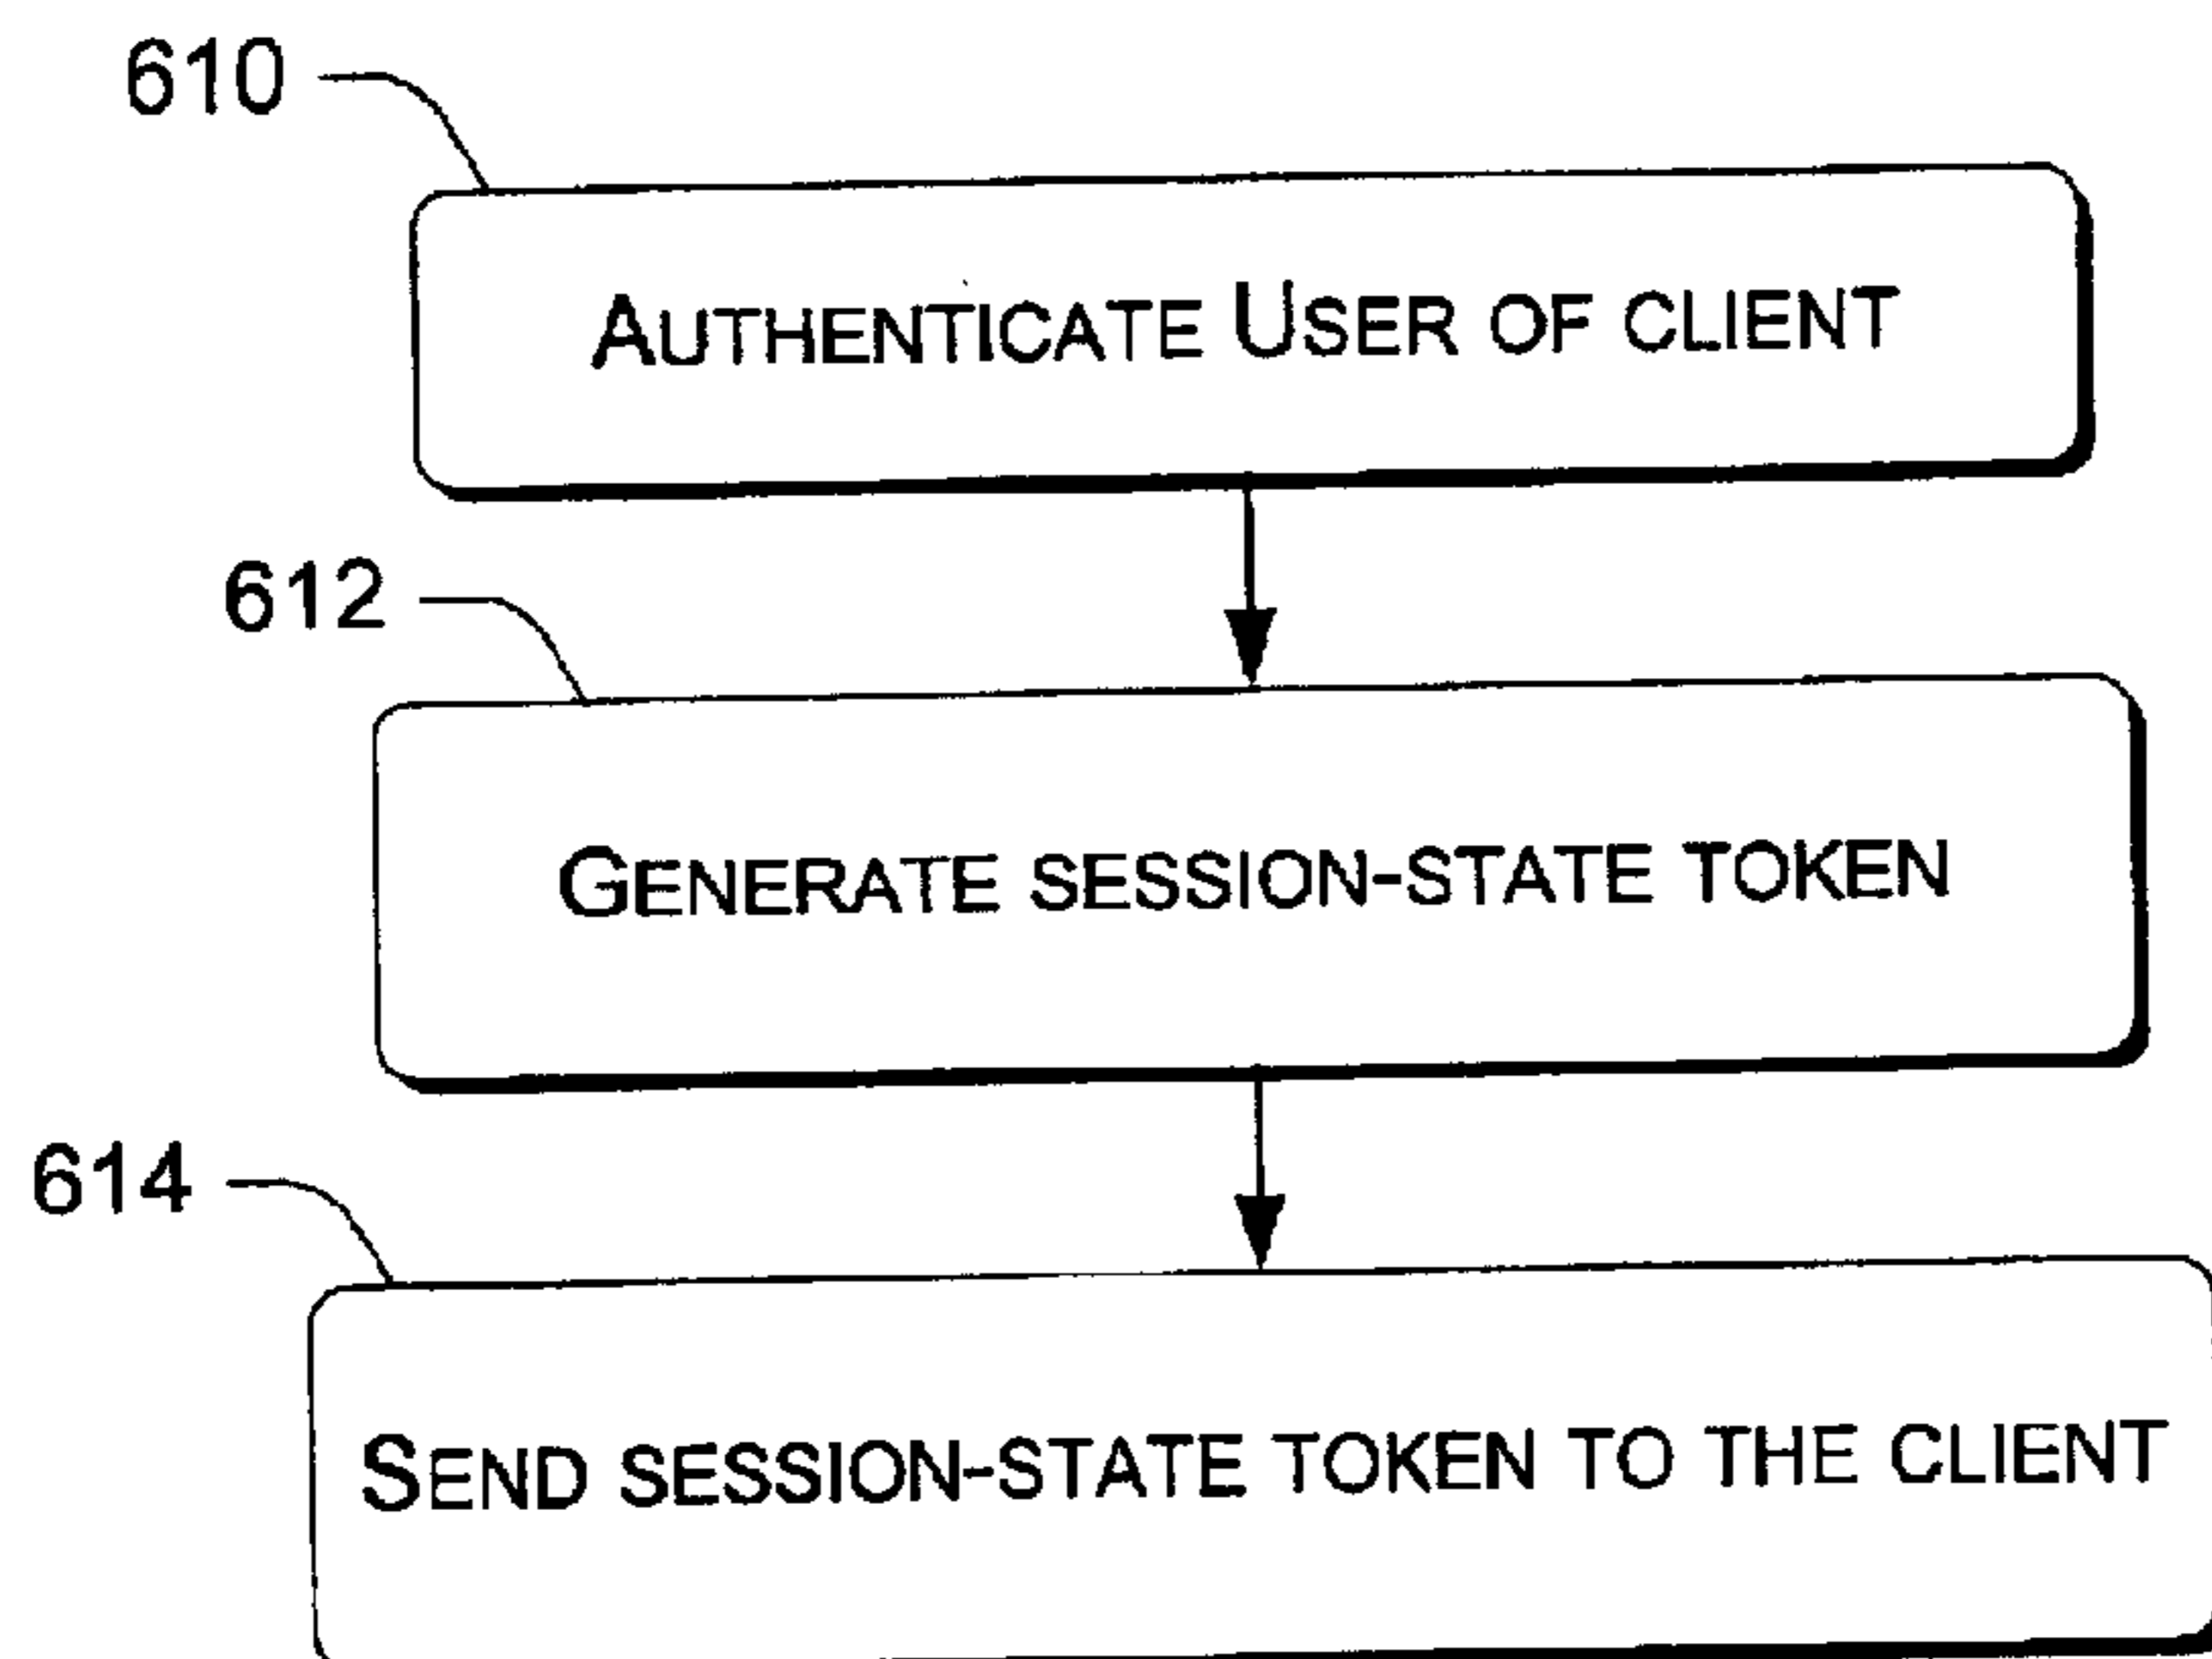 610
AUTHENTICATE USER OF CLIENT
612
GENERATE SESSION-STATE TOKEN
614
SEND SESSION-STATE TOKEN TO THE CLIENT